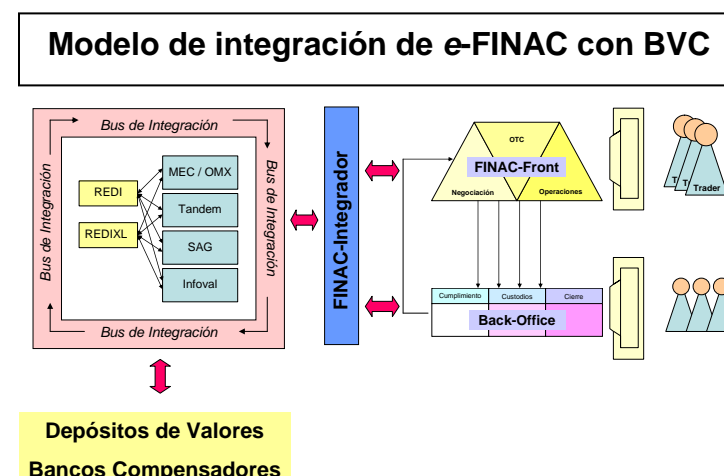 Modelo de integración de e-FINAC con BVC
Bus de Integración
Bus de Integración
Bus de Integración
Bus de Integración
REDI
REDIXL
MEC / OMX
Tandem
SAG
Infoval
FINAC-Integrador
OTC
FINAC-Front
Negociación
Operaciones
T
T
Trader
Cumplimiento
Custodios
Cierre
Back-Office
Depósitos de Valores
Bancos Compensadores